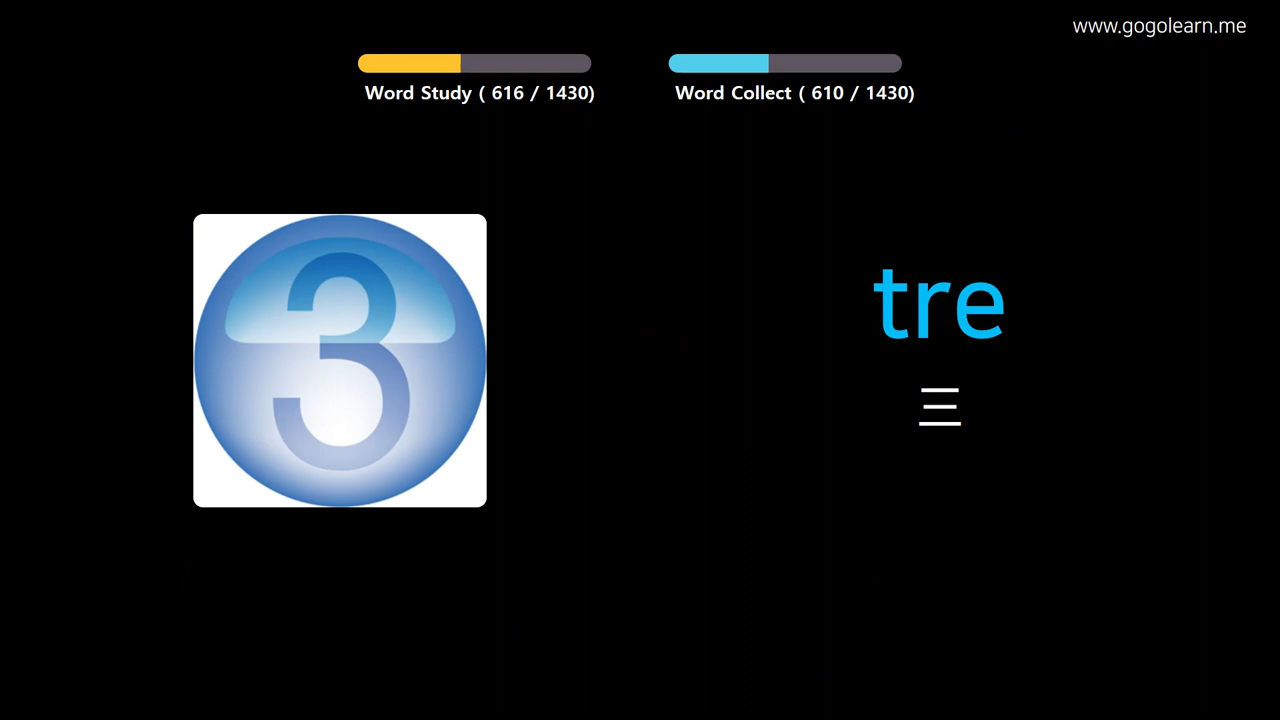 www.gogolearn.me
Word Study ( 616 / 1430)
Word Collect ( 610 / 1430)
3
tre
三